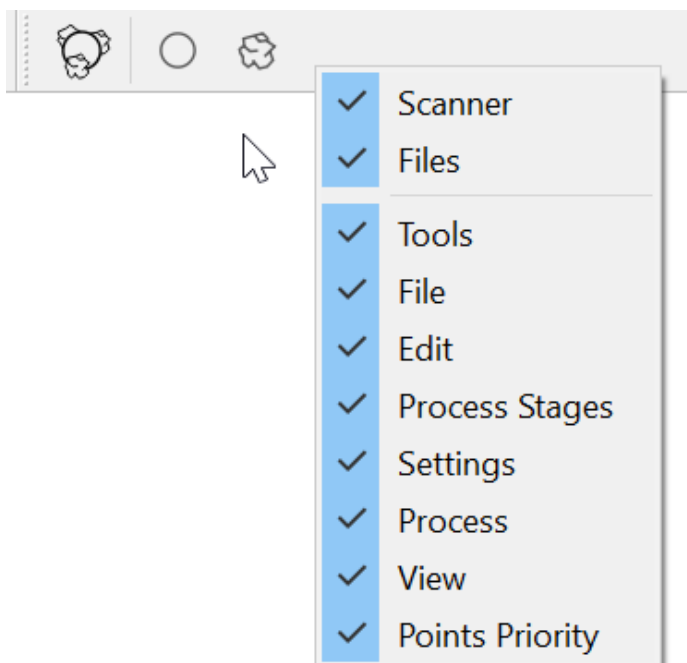 Scanner
Files
Tools
File
Edit
Process Stages
Settings
Process
View
Points Priority